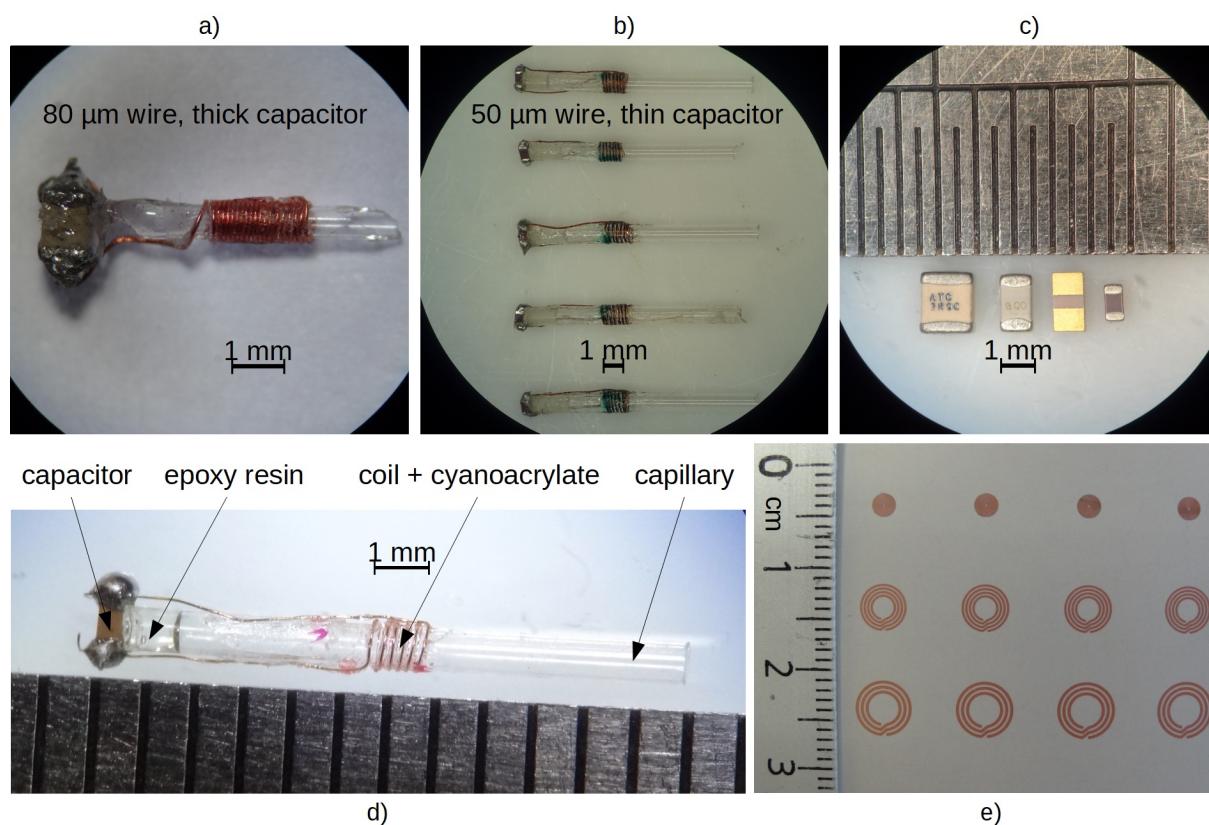 a)
b)
c)
80 µm wire, thick capacitor
50 µm wire, thin capacitor
1 mm
1 mm
ATC
1 mm
capacitor
epoxy resin
coil + cyanoacrylate
capillary
1 mm
0
cm
1
2
3
d)
e)